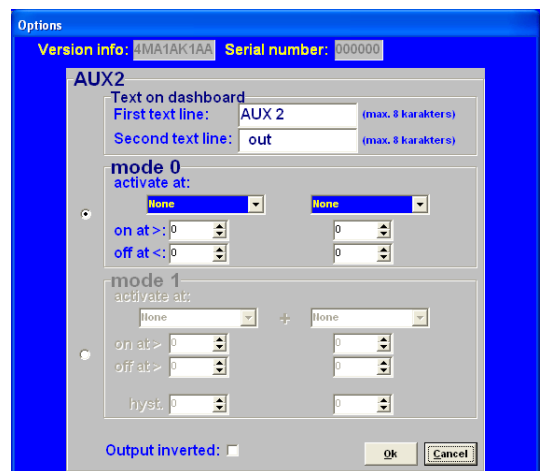 Options
Version info: 4MA1AK1AA Serial number: 000000
AUX2
Text on dashboard
First text line: AUX 2 (max. 8 karakters)
Second text line: out (max. 8 karakters)
mode 0
activate at:
None None
on at >: 0 0
off at <: 0 0
mode 1
activate at:
None + None
on at > 0 0
off at > 0 0
hyst. 0 0
Output inverted: Ok Cancel